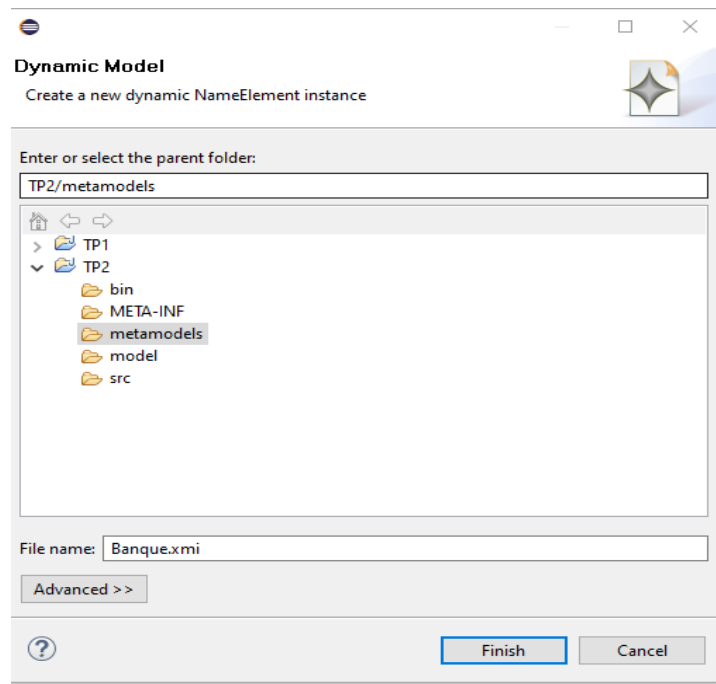 Dynamic Model
Create a new dynamic NameElement instance
Enter or select the parent folder:
TP2/metamodels
TP1
TP2
bin
META-INF
metamodels
model
src
File name: Banque.xmi
Advanced >>
? Finish Cancel